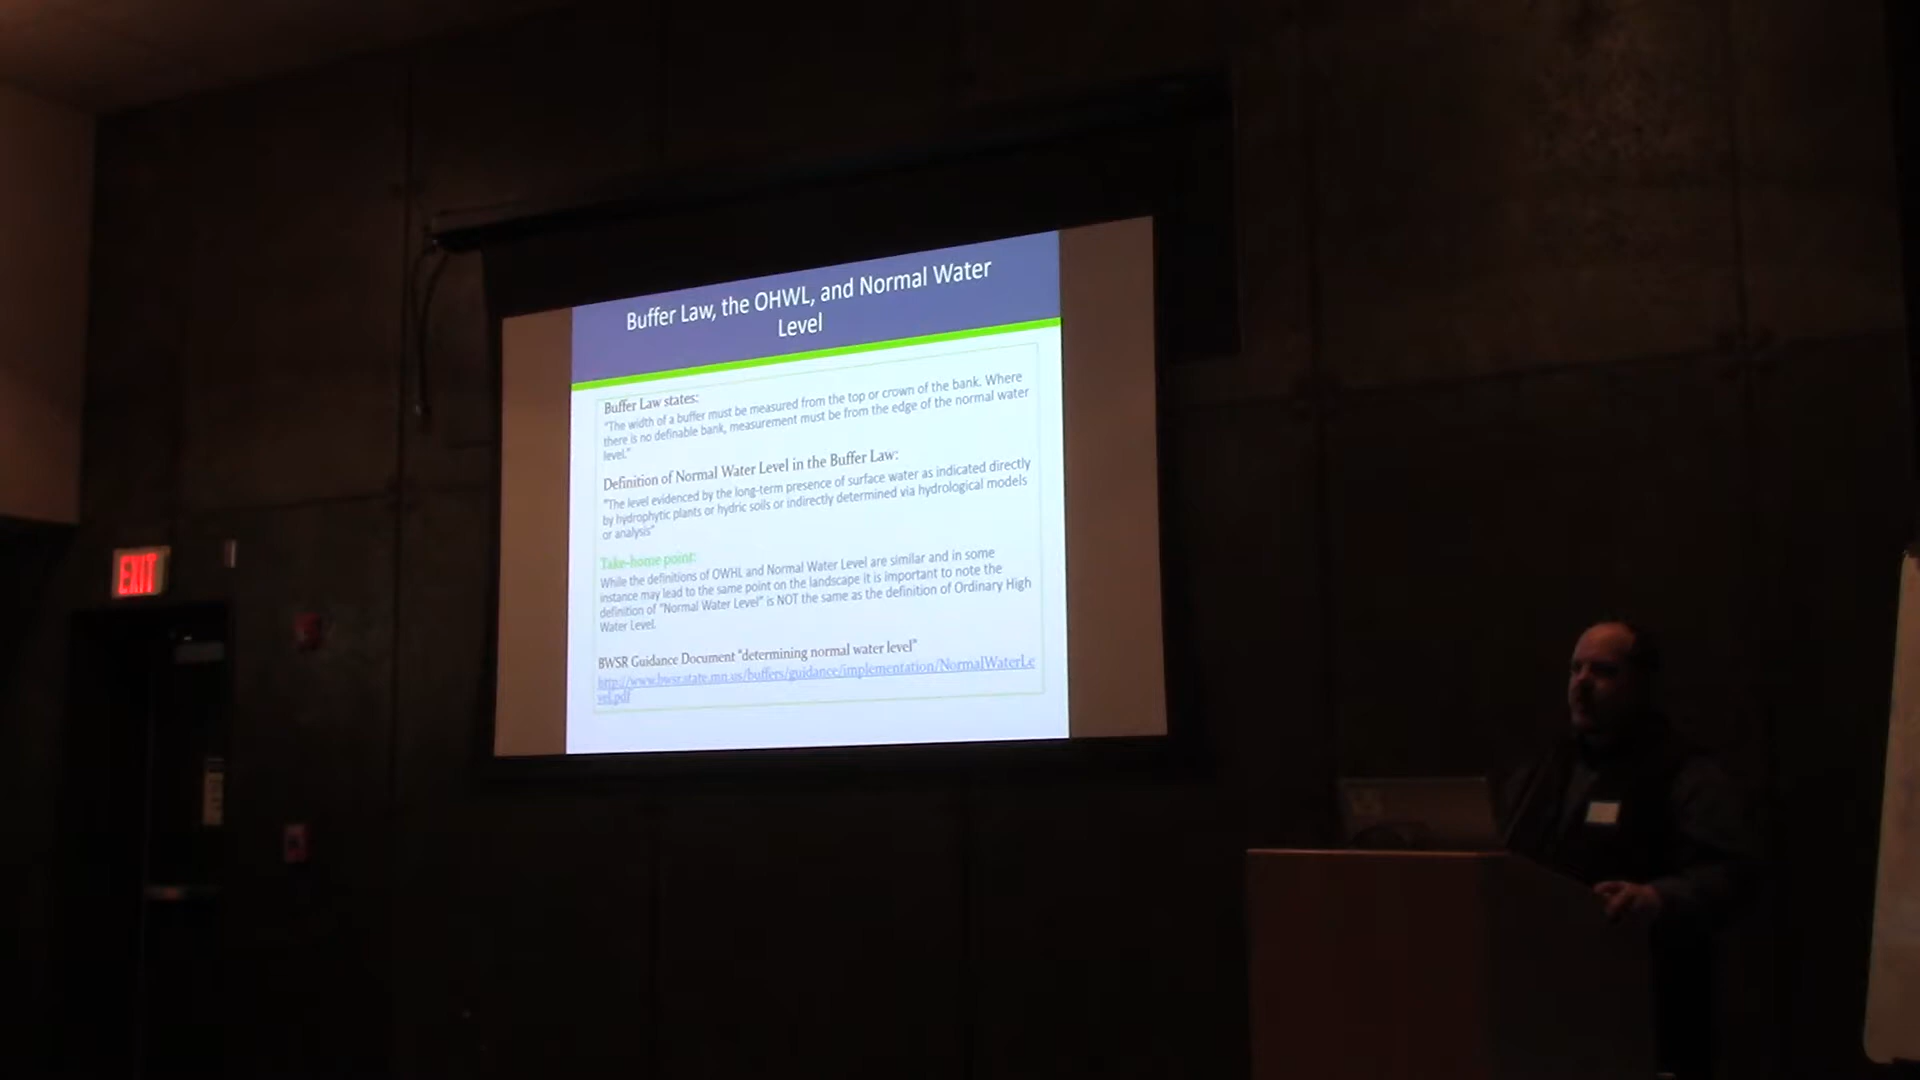 Buffer Law, the OHWL, and Normal Water
Level
Buffer Law states:
"The width of a buffer must be measured from the top or crown of the bank. Where
there is no definable bank, measurement must be from the edge of the normal water
level."
Definition of Normal Water Level in the Buffer Law:
"The level evidenced by the long-term presence of surface water as indicated directly
by hydrophytic plants or hydric soils or indirectly determined via hydrological models
or analysis"
Take-home point:
While the definitions of OWHL and Normal Water Level are similar and in some
instance may lead to the same point on the landscape it is important to note the
definition of "Normal Water Level" is NOT the same as the definition of Ordinary High
Water Level.
BWSR Guidance Document "determining normal water level"
http://www.bwsr.state.mn.us/buffers/guidance/implementation/NormalWaterLe
vel.pdf
EXIT